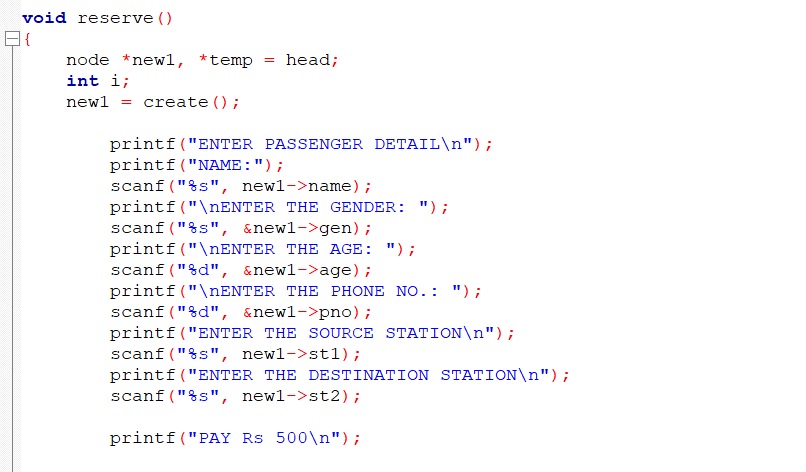 void reserve()
{
    node *new1, *temp = head;
    int i;
    new1 = create();

        printf("ENTER PASSENGER DETAIL\n");
        printf("NAME:");
        scanf("%s", new1->name);
        printf("\nENTER THE GENDER: ");
        scanf("%s", &new1->gen);
        printf("\nENTER THE AGE: ");
        scanf("%d", &new1->age);
        printf("\nENTER THE PHONE NO.: ");
        scanf("%d", &new1->pno);
        printf("ENTER THE SOURCE STATION\n");
        scanf("%s", new1->st1);
        printf("ENTER THE DESTINATION STATION\n");
        scanf("%s", new1->st2);

        printf("PAY Rs 500\n");